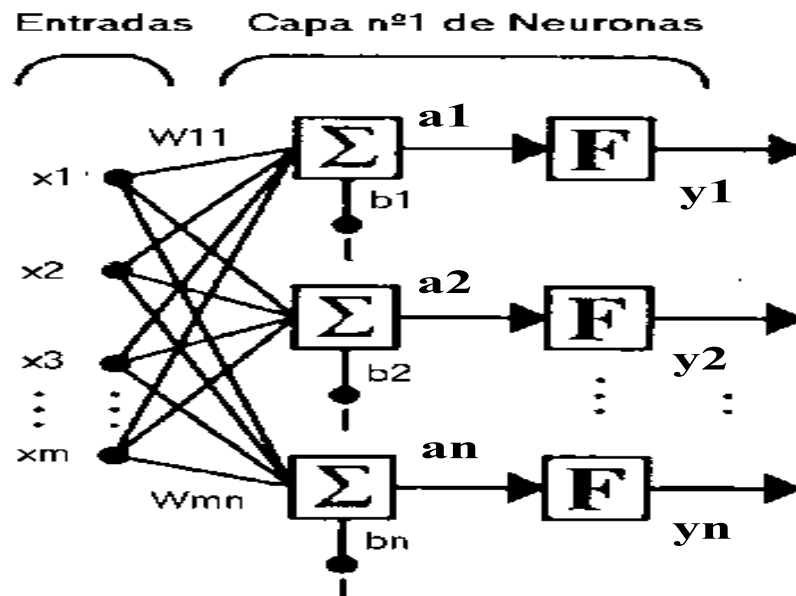 Entradas Capa nº1 de Neuronas
W11 Σ a1 F
x1
b1 y1
x2
Σ a2 F
x3
b2 y2
xm
Σ an F
Wmn
bn yn